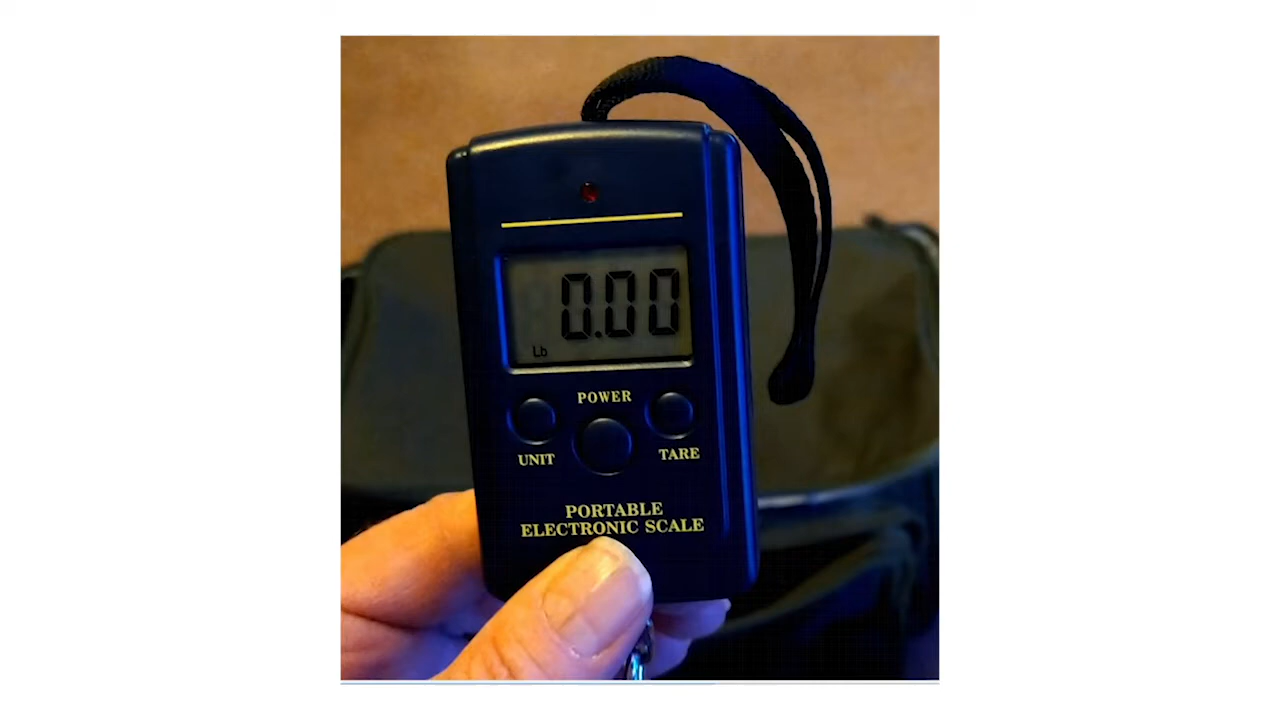 0.00
Lb
POWER
UNIT
TARE
PORTABLE
ELECTRONIC SCALE